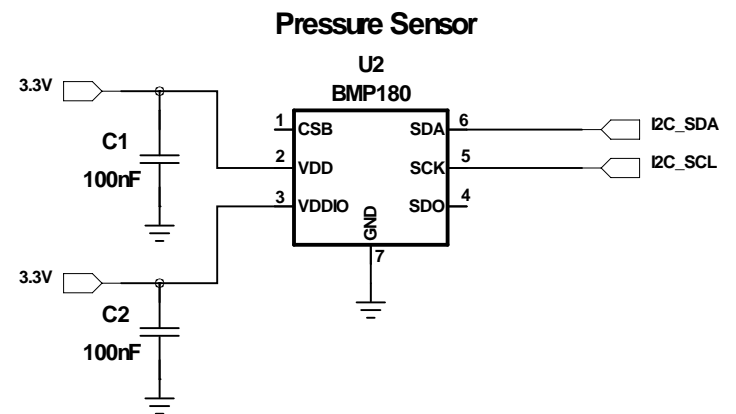 Pressure Sensor
U2
BMP180
3.3V
C1
100nF
1 CSB
2 VDD
3 VDDIO
SDA 6
SCK 5
SDO 4
GND
7
I2C_SDA
I2C_SCL
3.3V
C2
100nF